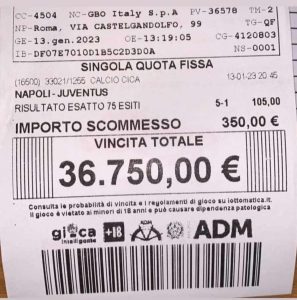 CC-4504 NC-GBO Italy S.p.A PV-36578 TM-2
NP-Roma, VIA CASTELGANDOLFO, 99 TG-QF
GE-13.gen.2023 OE-13:19:05 CG-4120803
IB-DF07E710D1B5C2D3D0A NS-0001
SINGOLA QUOTA FISSA
(16500) 33021/1255 CALCIO CICA 13-01-23 20.45
NAPOLI - JUVENTUS
RISULTATO ESATTO 75 ESITI 5-1 105,00
IMPORTO SCOMMESSO 350,00 €
VINCITA TOTALE
36.750,00 €
Consulta le probabilità di vincita e i regolamenti di gioco su lottomatica.it.
Il gioco è vietato ai minori di 18 anni e può causare dipendenza patologica
gioca intelligente +18 ADM ADM